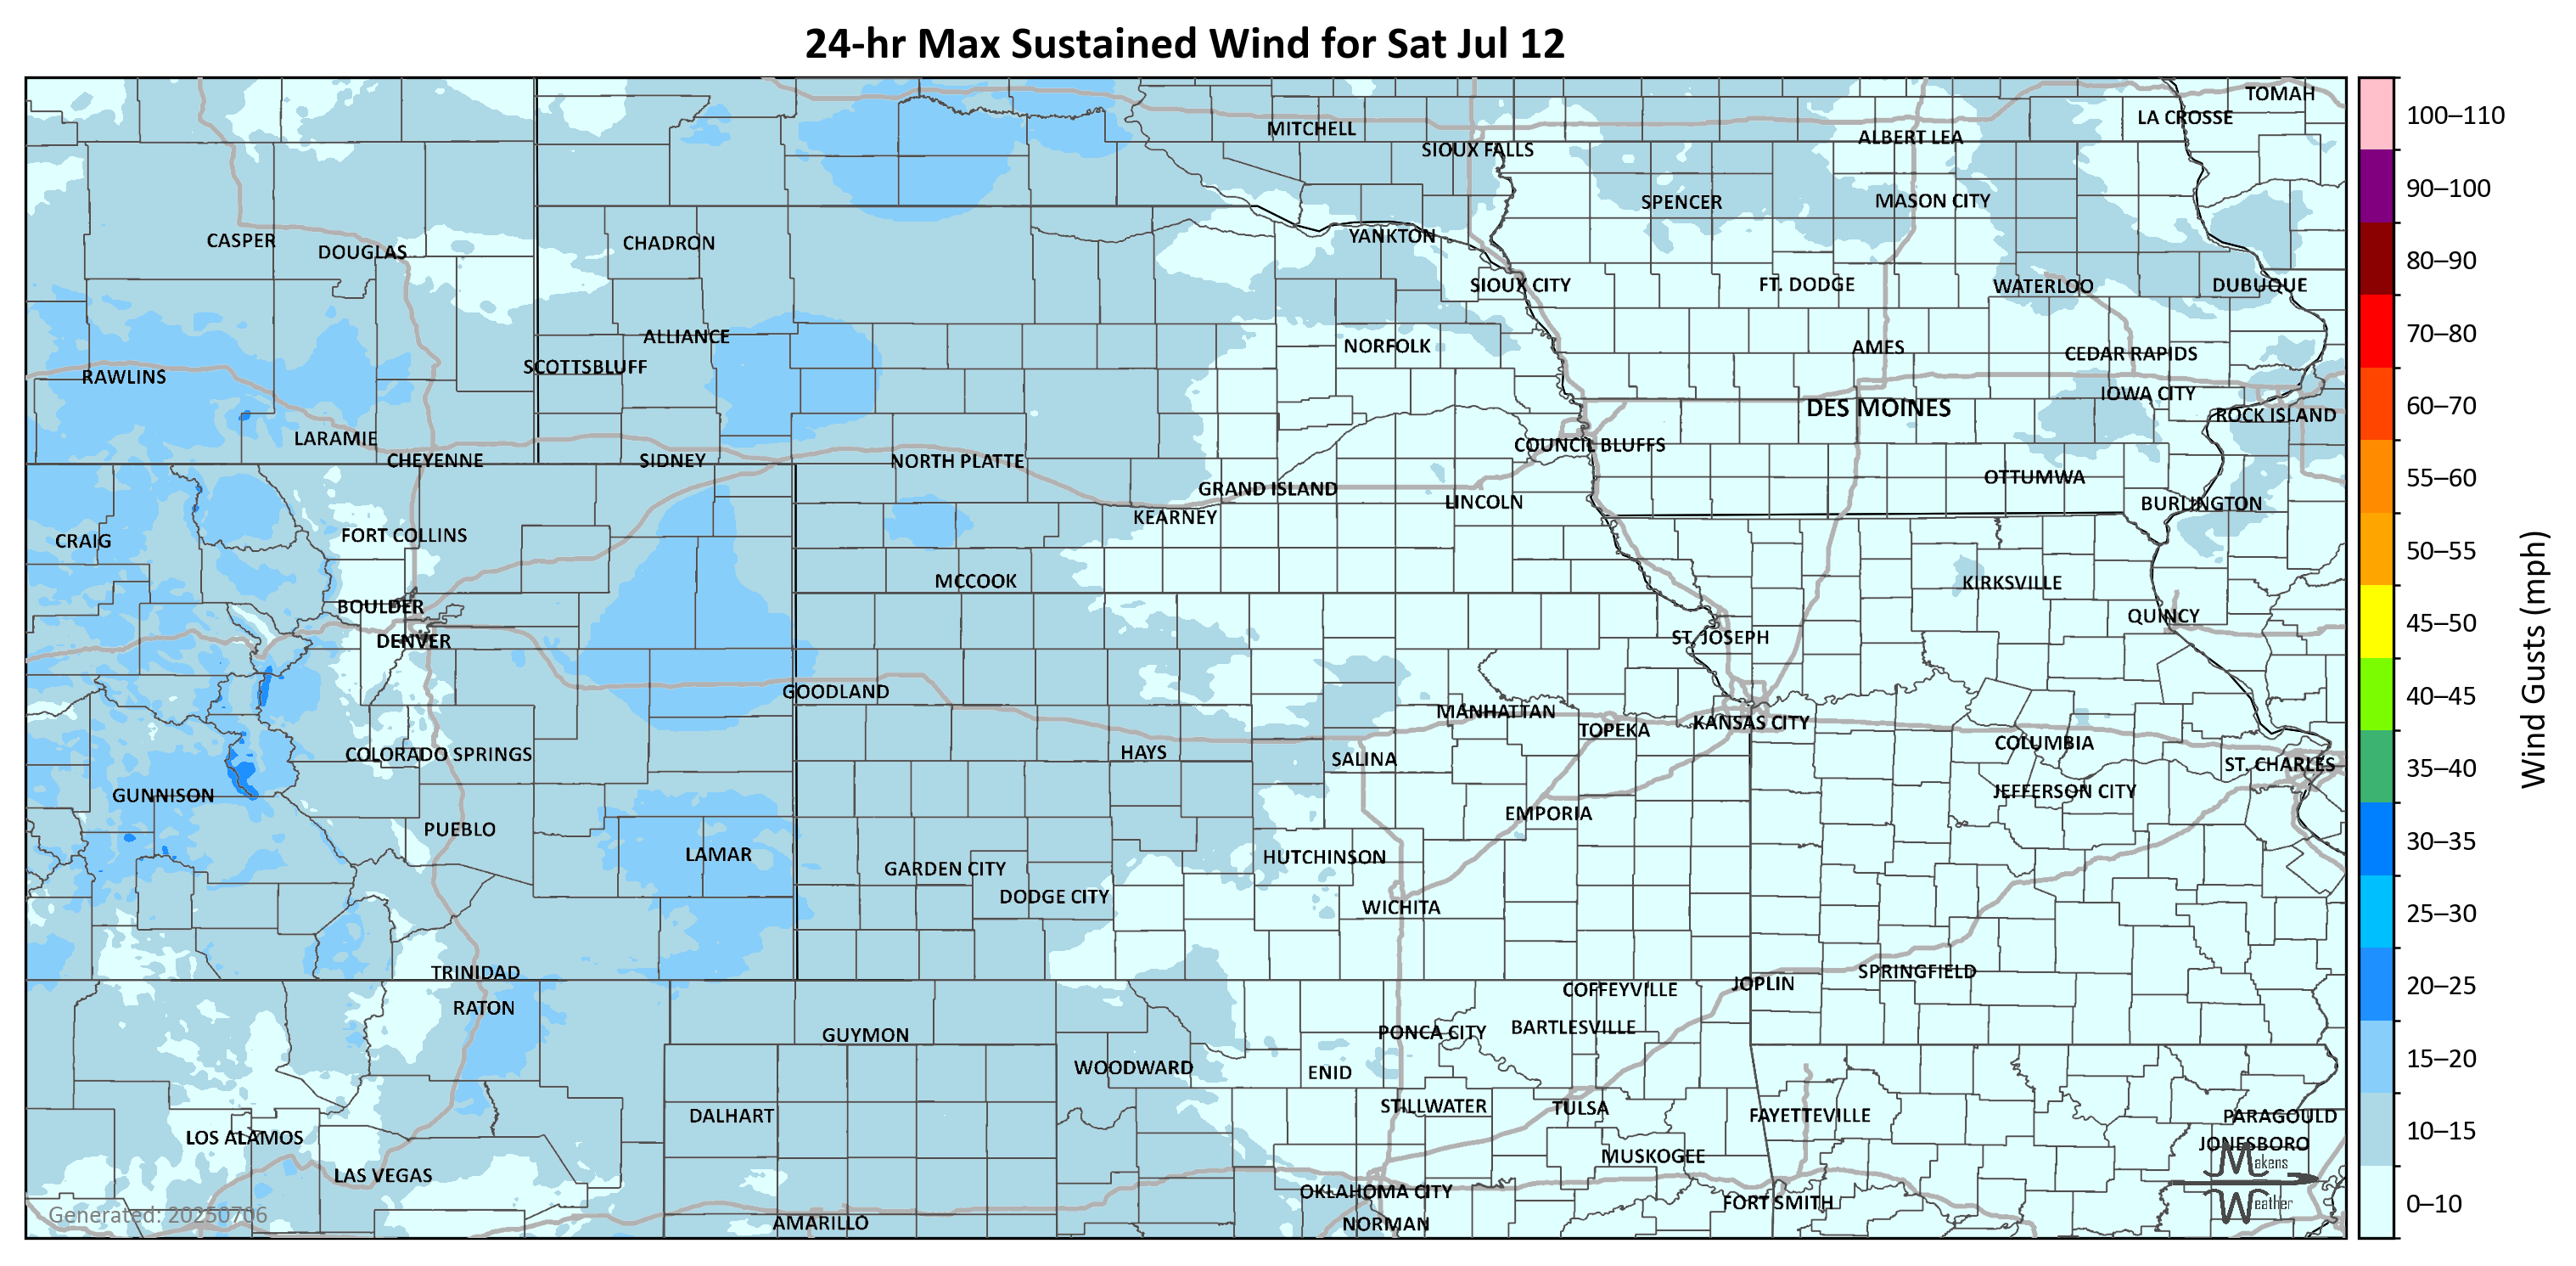 24-hr Max Sustained Wind for Sat Jul 12
TOMAH
LA CROSSE
MITCHELL
ALBERT LEA
SIOUX FALLS
SPENCER
MASON CITY
CASPER
DOUGLAS
CHADRON
YANKTON
SIOUX CITY
FT. DODGE
WATERLOO
DUBUQUE
ALLIANCE
NORFOLK
AMES
CEDAR RAPIDS
SCOTTSBLUFF
RAWLINS
IOWA CITY
DES MOINES
ROCK ISLAND
LARAMIE
COUNCIL BLUFFS
CHEYENNE
SIDNEY
NORTH PLATTE
OTTUMWA
GRAND ISLAND
LINCOLN
BURLINGTON
KEARNEY
FORT COLLINS
CRAIG
MCCOOK
KIRKSVILLE
BOULDER
QUINCY
DENVER
ST. JOSEPH
GOODLAND
MANHATTAN
TOPEKA
KANSAS CITY
COLORADO SPRINGS
HAYS
SALINA
COLUMBIA
ST. CHARLES
GUNNISON
JEFFERSON CITY
EMPORIA
PUEBLO
LAMAR
GARDEN CITY
HUTCHINSON
DODGE CITY
WICHITA
TRINIDAD
SPRINGFIELD
JOPLIN
COFFEYVILLE
RATON
GUYMON
PONCA CITY
BARTLESVILLE
WOODWARD
ENID
DALHART
STILLWATER
TULSA
FAYETTEVILLE
PARAGOULD
LOS ALAMOS
JONESBORO
MUSKOGEE
LAS VEGAS
OKLAHOMA CITY
FORT SMITH
AMARILLO
NORMAN
Generated: 20250706
Makens
Weather
100–110
90–100
80–90
70–80
60–70
55–60
50–55
45–50
40–45
35–40
30–35
25–30
20–25
15–20
10–15
0–10
Wind Gusts (mph)